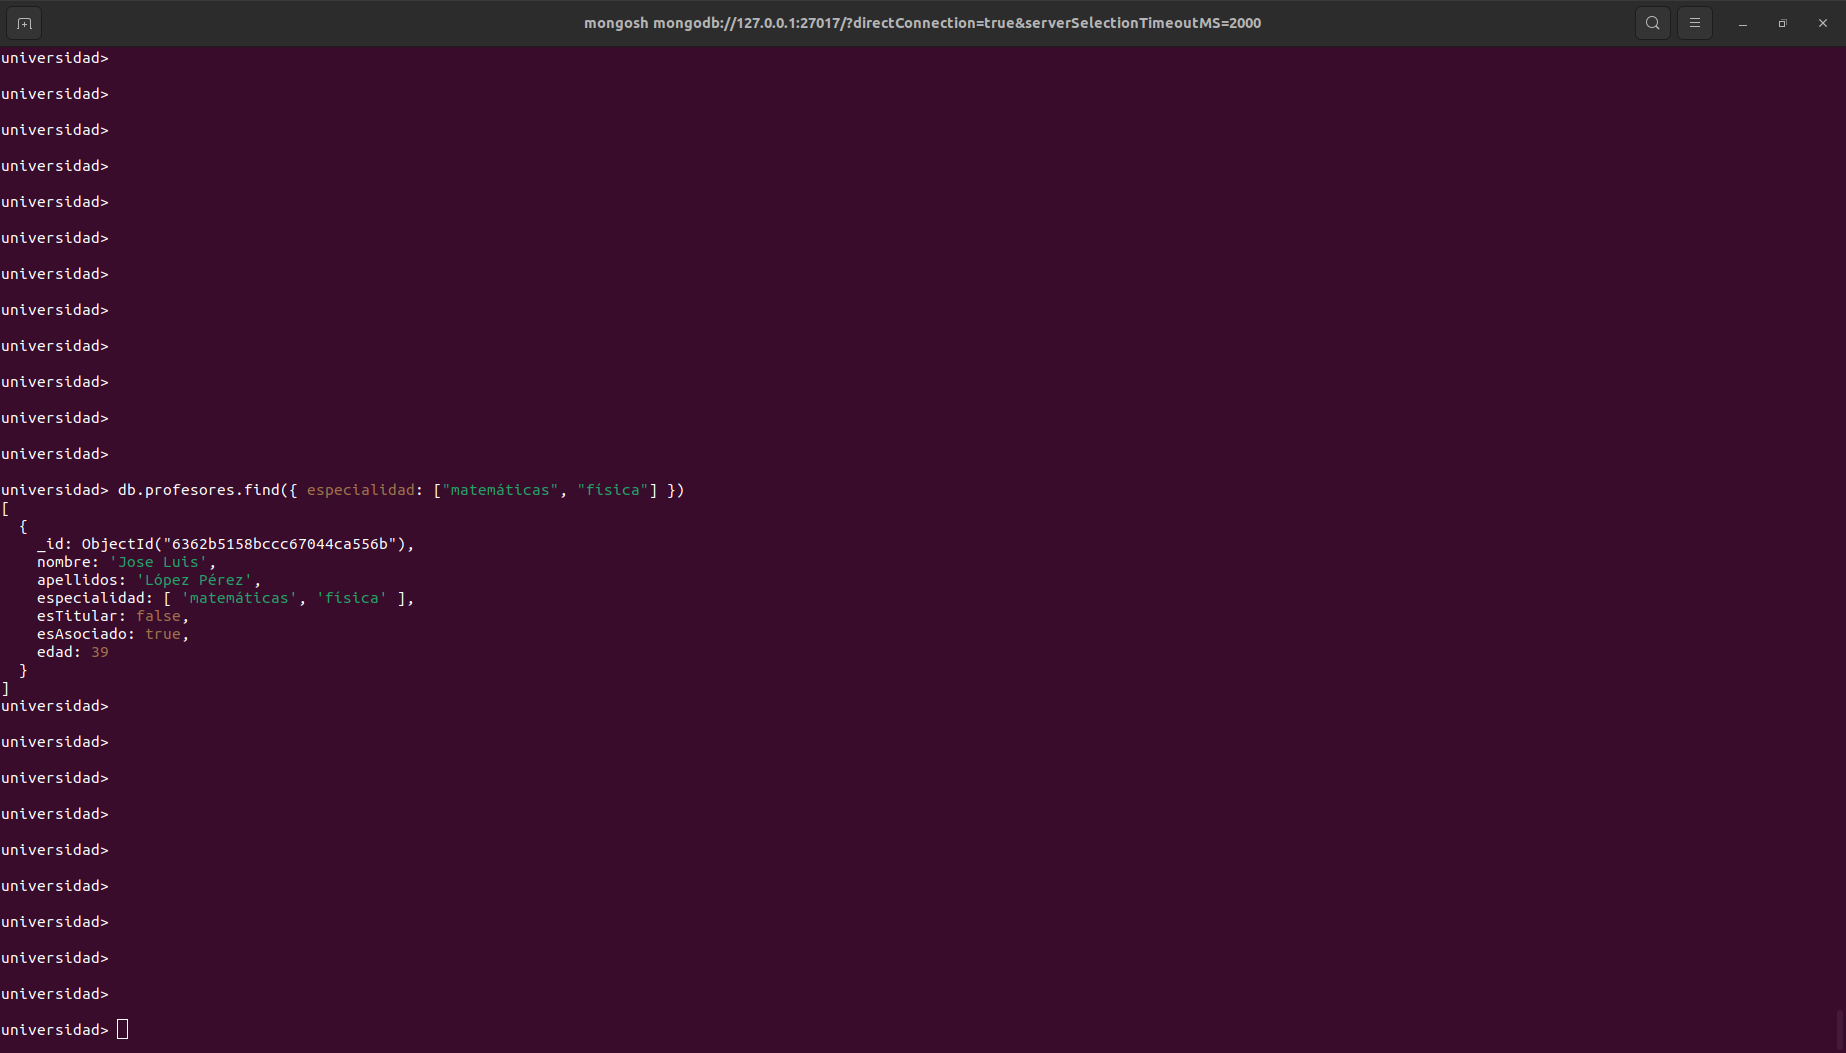 mongosh mongodb://127.0.0.1:27017/?directConnection=true&serverSelectionTimeoutMS=2000
universidad>
universidad>
universidad>
universidad>
universidad>
universidad>
universidad>
universidad>
universidad>
universidad>
universidad>
universidad>
universidad> db.profesores.find({ especialidad: ["matemáticas", "física"] })
[
  {
    _id: ObjectId("6362b5158bccc67044ca556b"),
    nombre: 'Jose Luis',
    apellidos: 'López Pérez',
    especialidad: [ 'matemáticas', 'física' ],
    esTitular: false,
    esAsociado: true,
    edad: 39
  }
]
universidad>
universidad>
universidad>
universidad>
universidad>
universidad>
universidad>
universidad>
universidad>
universidad>